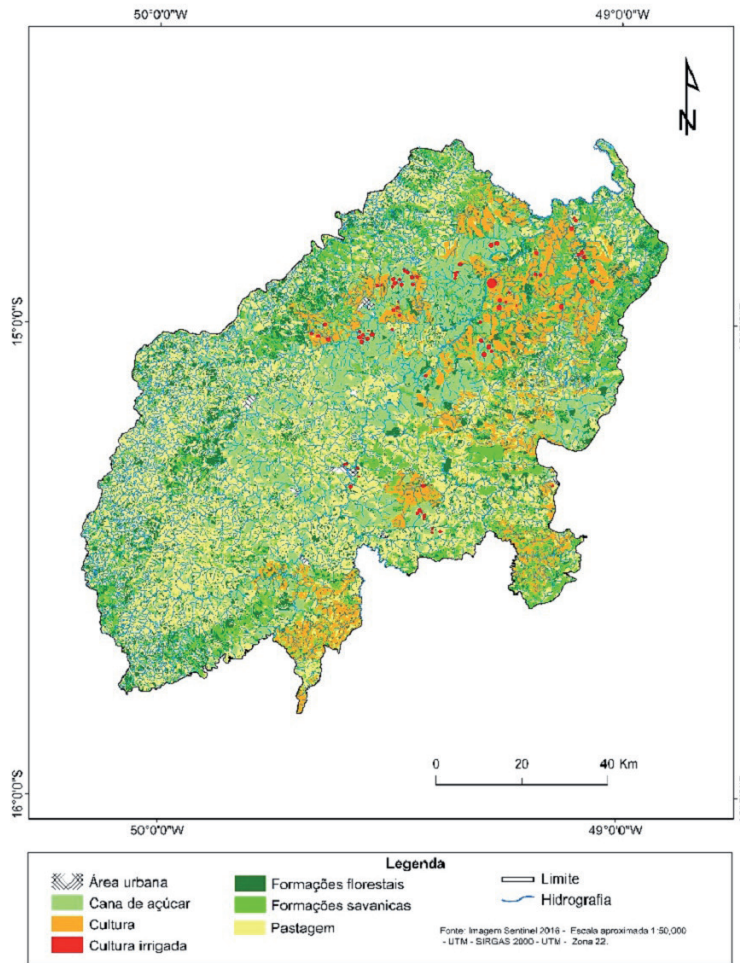 50°0'0"W 49°0'0"W
N
15°0'0"S
0 20 40 Km
16°0'0"S
50°0'0"W 49°0'0"W
Legenda
Área urbana
Cana de açúcar
Cultura
Cultura irrigada
Formações florestais
Formações savanicas
Pastagem
Limite
Hidrografia
Fonte: Imagem Sentinel 2016 - Escala aproximada 1:50,000
- UTM - SIRGAS 2000 - UTM - Zona 22.